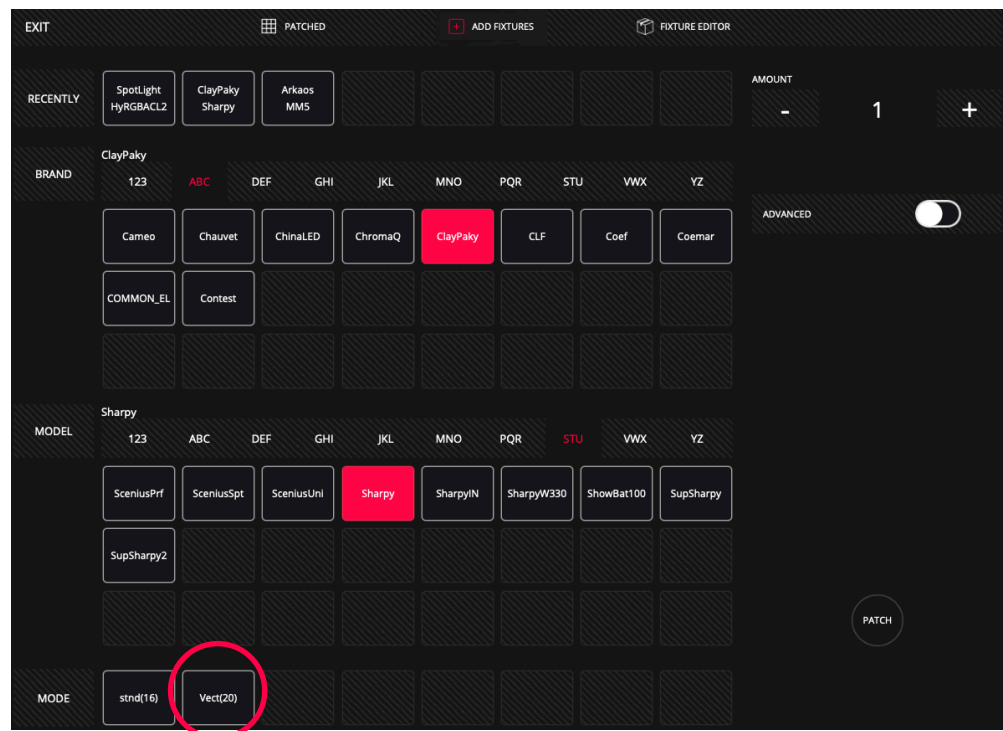 EXIT PATCHED + ADD FIXTURES FIXTURE EDITOR
RECENTLY
SpotLight HyRGBACL2
ClayPaky Sharpy
Arkaos MM5
AMOUNT
- 1 +
BRAND
ClayPaky
123 ABC DEF GHI JKL MNO PQR STU VWX YZ
ADVANCED
Cameo Chauvet ChinaLED ChromaQ ClayPaky CLF Coef Coemar
COMMON_EL Contest
MODEL
Sharpy
123 ABC DEF GHI JKL MNO PQR STU VWX YZ
SceniusPrf SceniusSpt SceniusUni Sharpy SharpyIN SharpyW330 ShowBat100 SupSharpy
SupSharpy2
PATCH
MODE stnd(16) Vect(20)